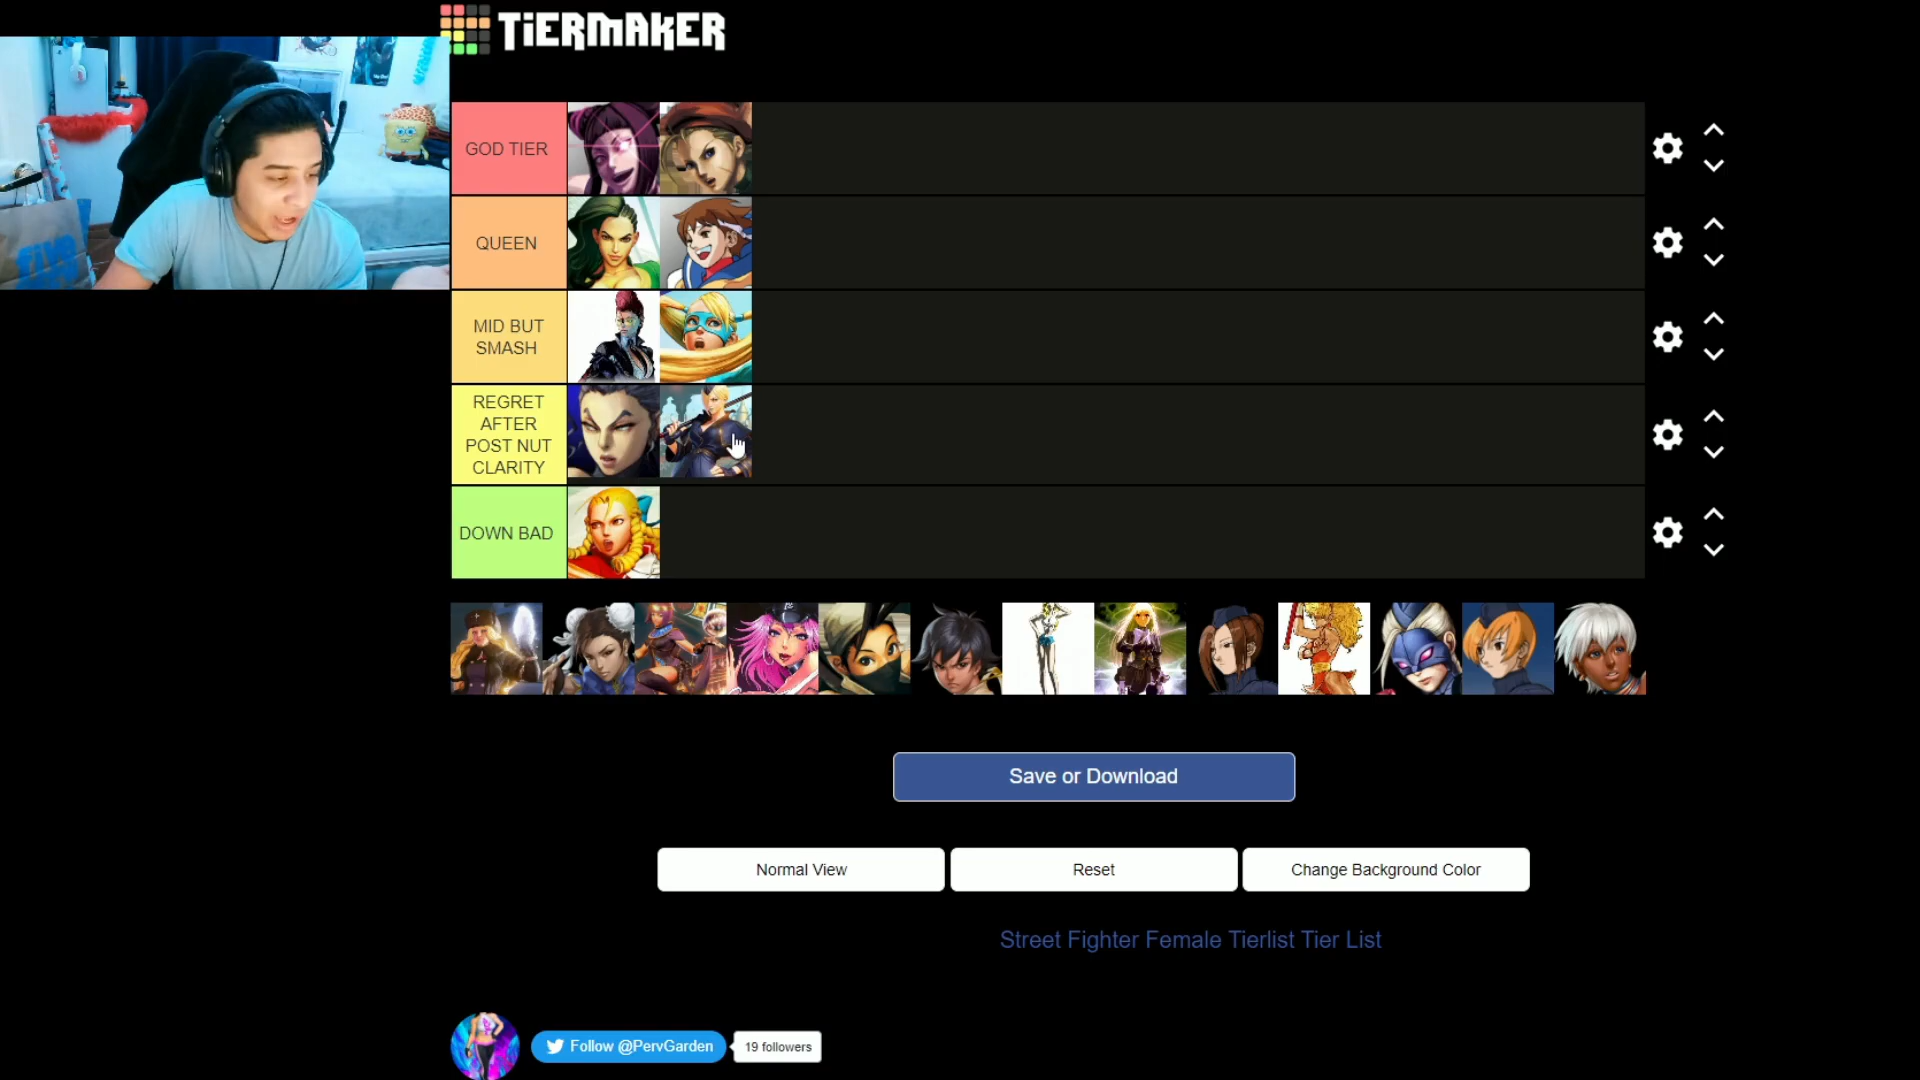 TiERMAKER
GOD TIER
QUEEN
MID BUT
SMASH
REGRET
AFTER
POST NUT
CLARITY
DOWN BAD
Save or Download
Normal View
Reset
Change Background Color
Street Fighter Female Tierlist Tier List
Follow @PervGarden
19 followers